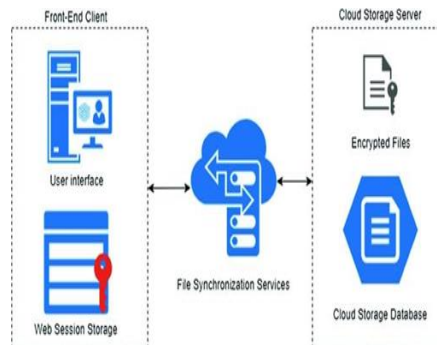 Front-End Client
Cloud Storage Server
User interface
Encrypted Files
File Synchronization Services
Web Session Storage
Cloud Storage Database